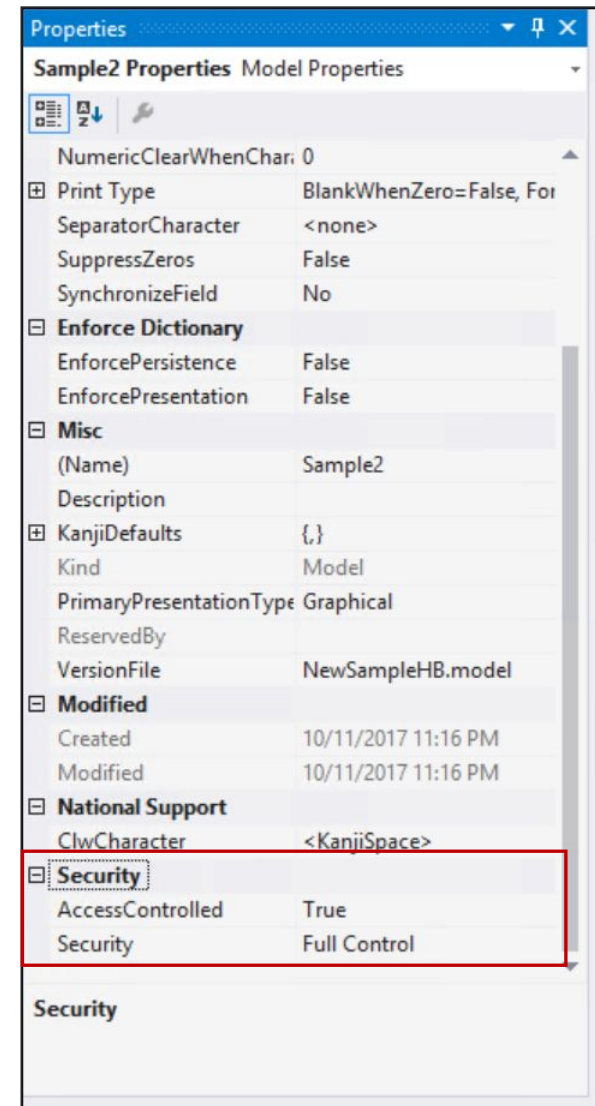 Properties
Sample2 Properties Model Properties
NumericClearWhenChar 0
Print Type BlankWhenZero=False, For
SeparatorCharacter <none>
SuppressZeros False
SynchronizeField No
Enforce Dictionary
EnforcePersistence False
EnforcePresentation False
Misc
(Name) Sample2
Description
KanjiDefaults {,}
Kind Model
PrimaryPresentationType Graphical
ReservedBy
VersionFile NewSampleHB.model
Modified
Created 10/11/2017 11:16 PM
Modified 10/11/2017 11:16 PM
National Support
ClwCharacter <KanjiSpace>
Security
AccessControlled True
Security Full Control
Security